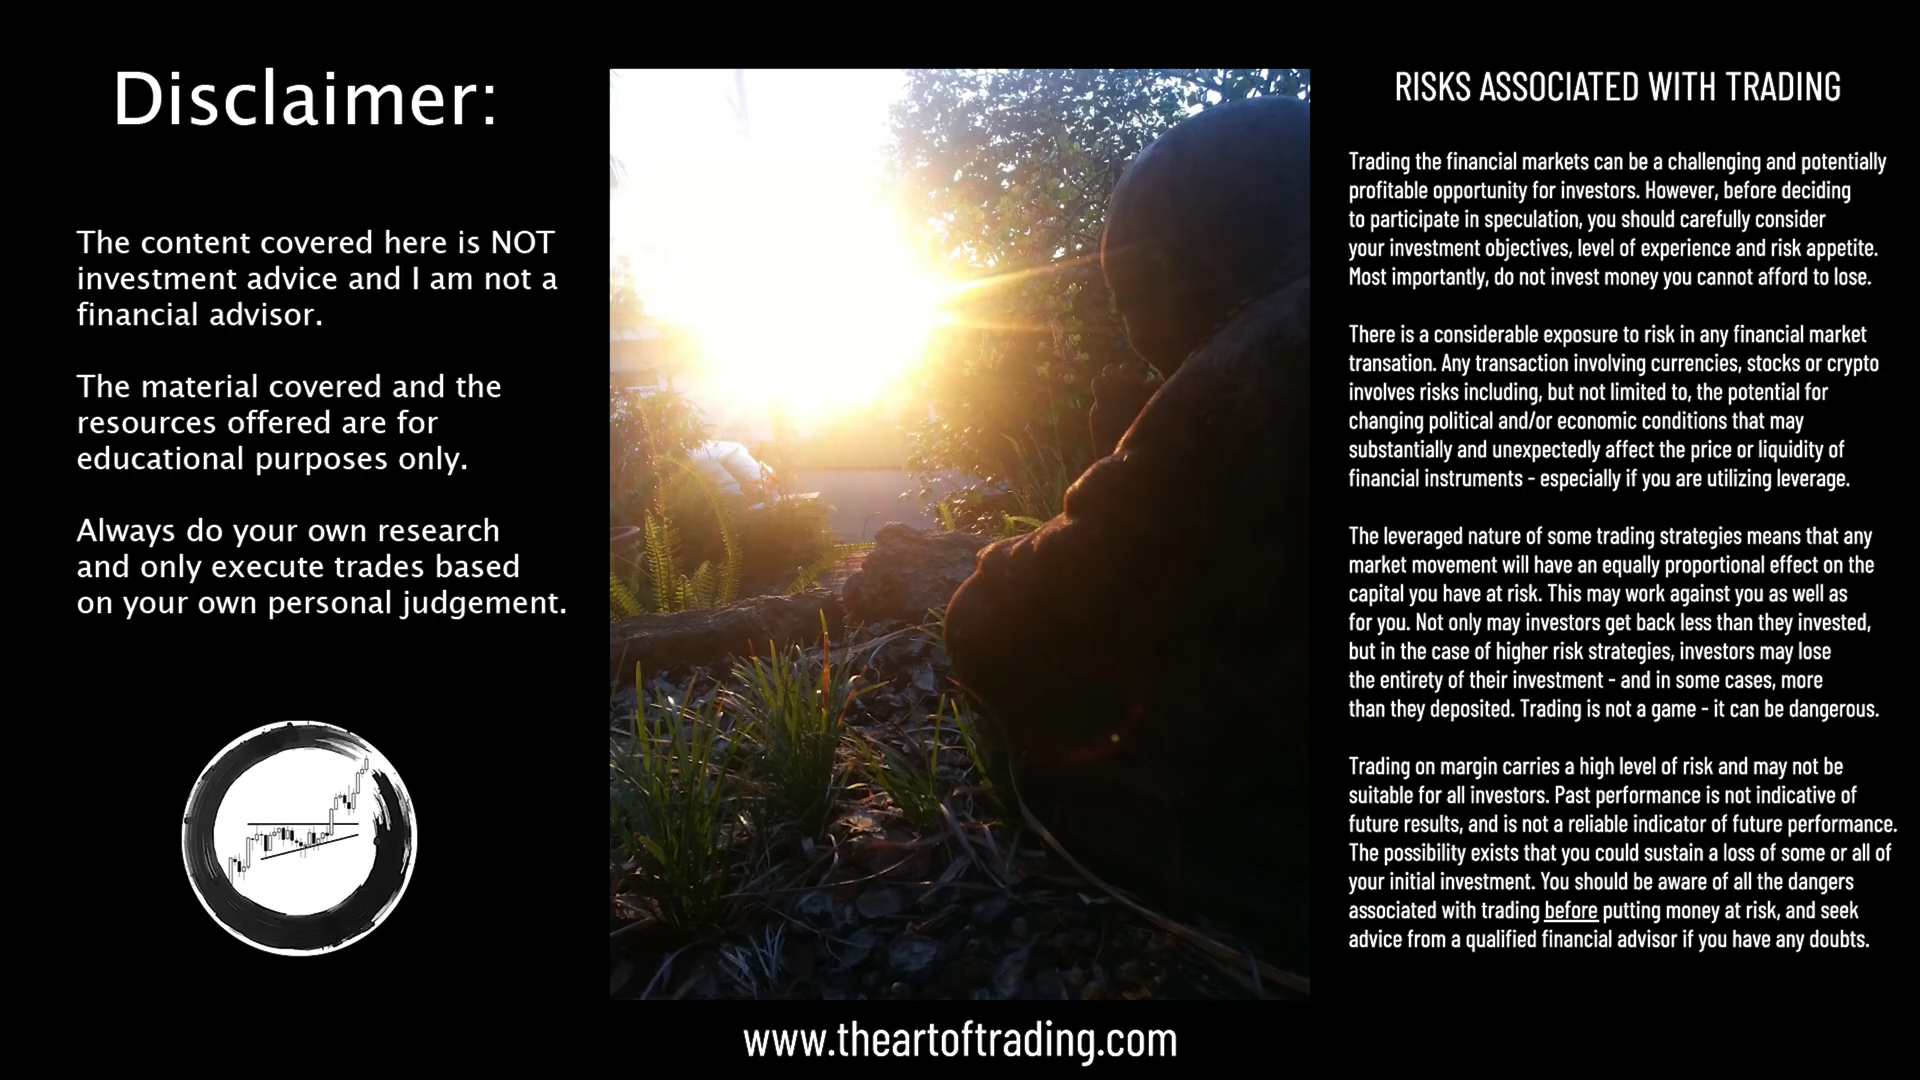 Disclaimer:
The content covered here is NOT
investment advice and I am not a
financial advisor.
The material covered and the
resources offered are for
educational purposes only.
Always do your own research
and only execute trades based
on your own personal judgement.
RISKS ASSOCIATED WITH TRADING
Trading the financial markets can be a challenging and potentially
profitable opportunity for investors. However, before deciding
to participate in speculation, you should carefully consider
your investment objectives, level of experience and risk appetite.
Most importantly, do not invest money you cannot afford to lose.
There is a considerable exposure to risk in any financial market
transation. Any transaction involving currencies, stocks or crypto
involves risks including, but not limited to, the potential for
changing political and/or economic conditions that may
substantially and unexpectedly affect the price or liquidity of
financial instruments - especially if you are utilizing leverage.
The leveraged nature of some trading strategies means that any
market movement will have an equally proportional effect on the
capital you have at risk. This may work against you as well as
for you. Not only may investors get back less than they invested,
but in the case of higher risk strategies, investors may lose
the entirety of their investment - and in some cases, more
than they deposited. Trading is not a game - it can be dangerous.
Trading on margin carries a high level of risk and may not be
suitable for all investors. Past performance is not indicative of
future results, and is not a reliable indicator of future performance.
The possibility exists that you could sustain a loss of some or all of
your initial investment. You should be aware of all the dangers
associated with trading before putting money at risk, and seek
advice from a qualified financial advisor if you have any doubts.
www.theartoftrading.com